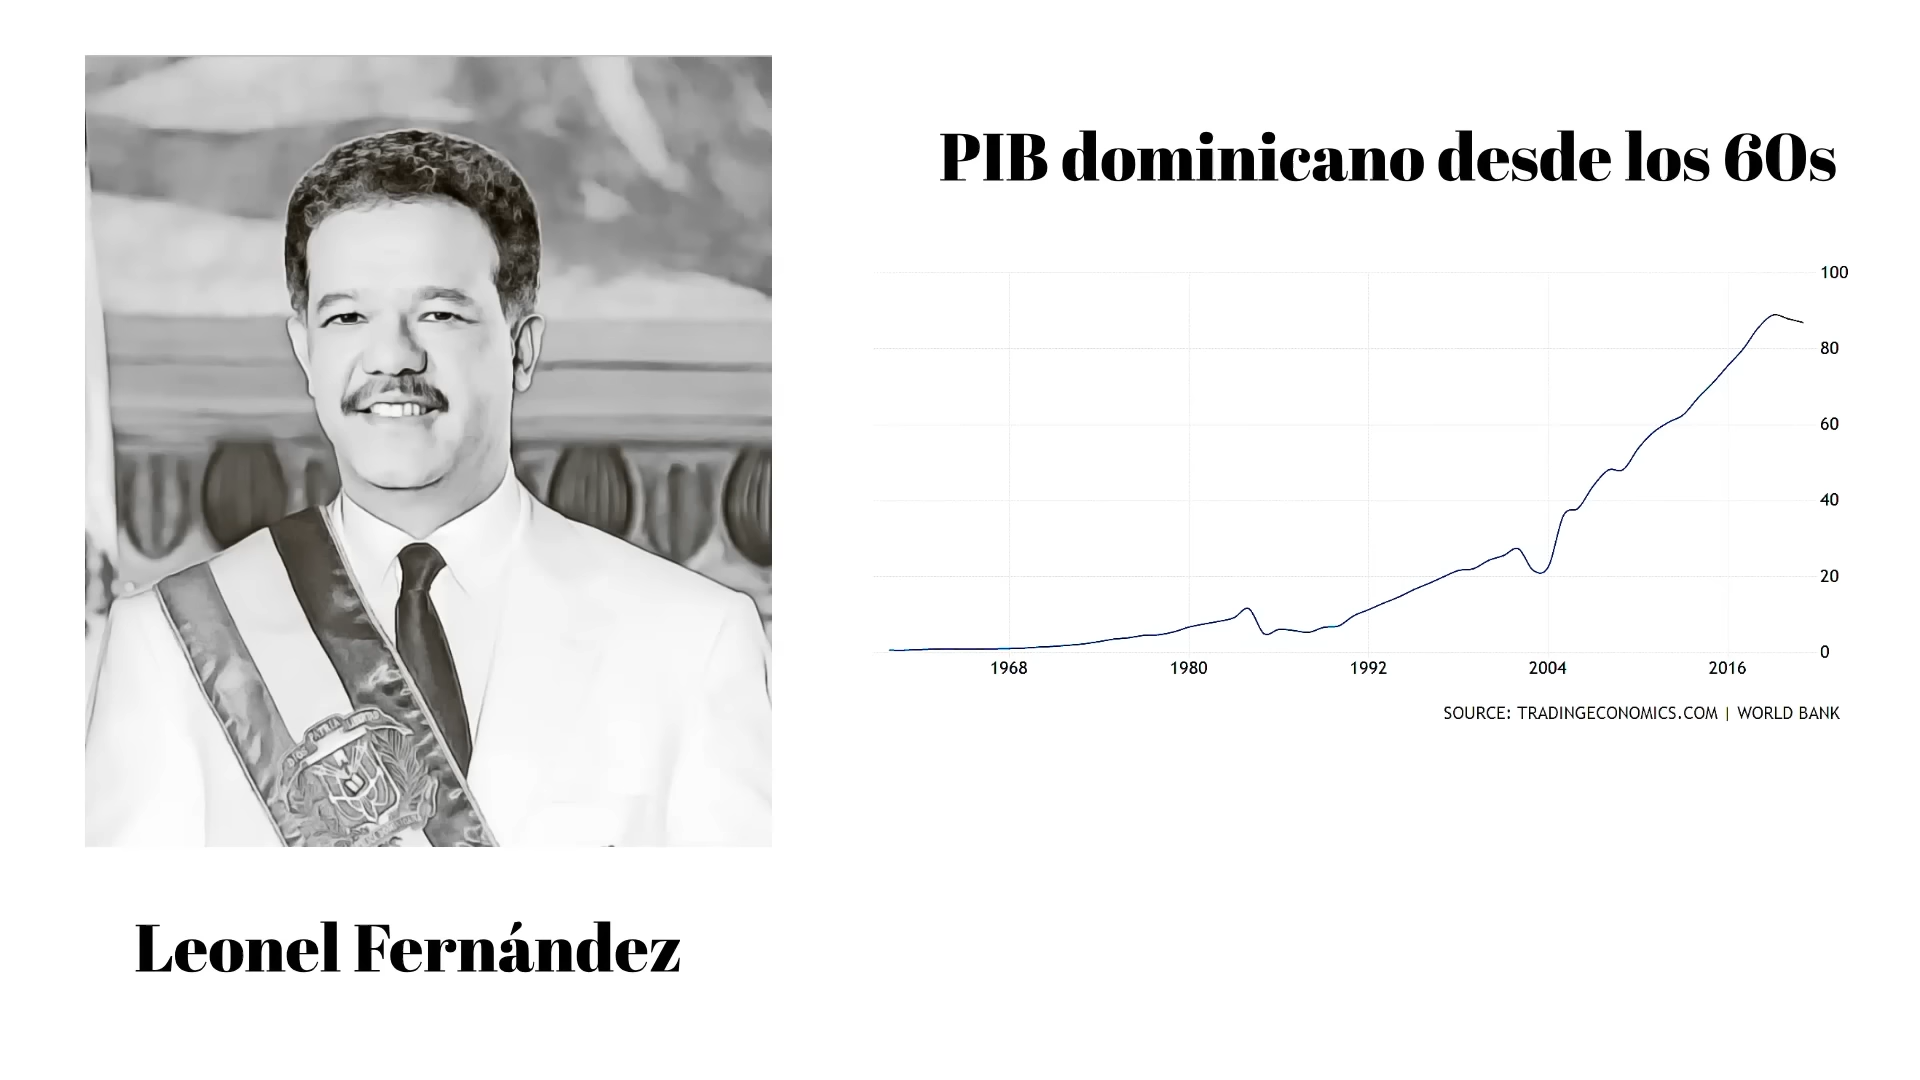 PIB dominicano desde los 60s
100
80
60
40
20
0
1968 1980 1992 2004 2016
SOURCE: TRADINGECONOMICS.COM | WORLD BANK
Leonel Fernández